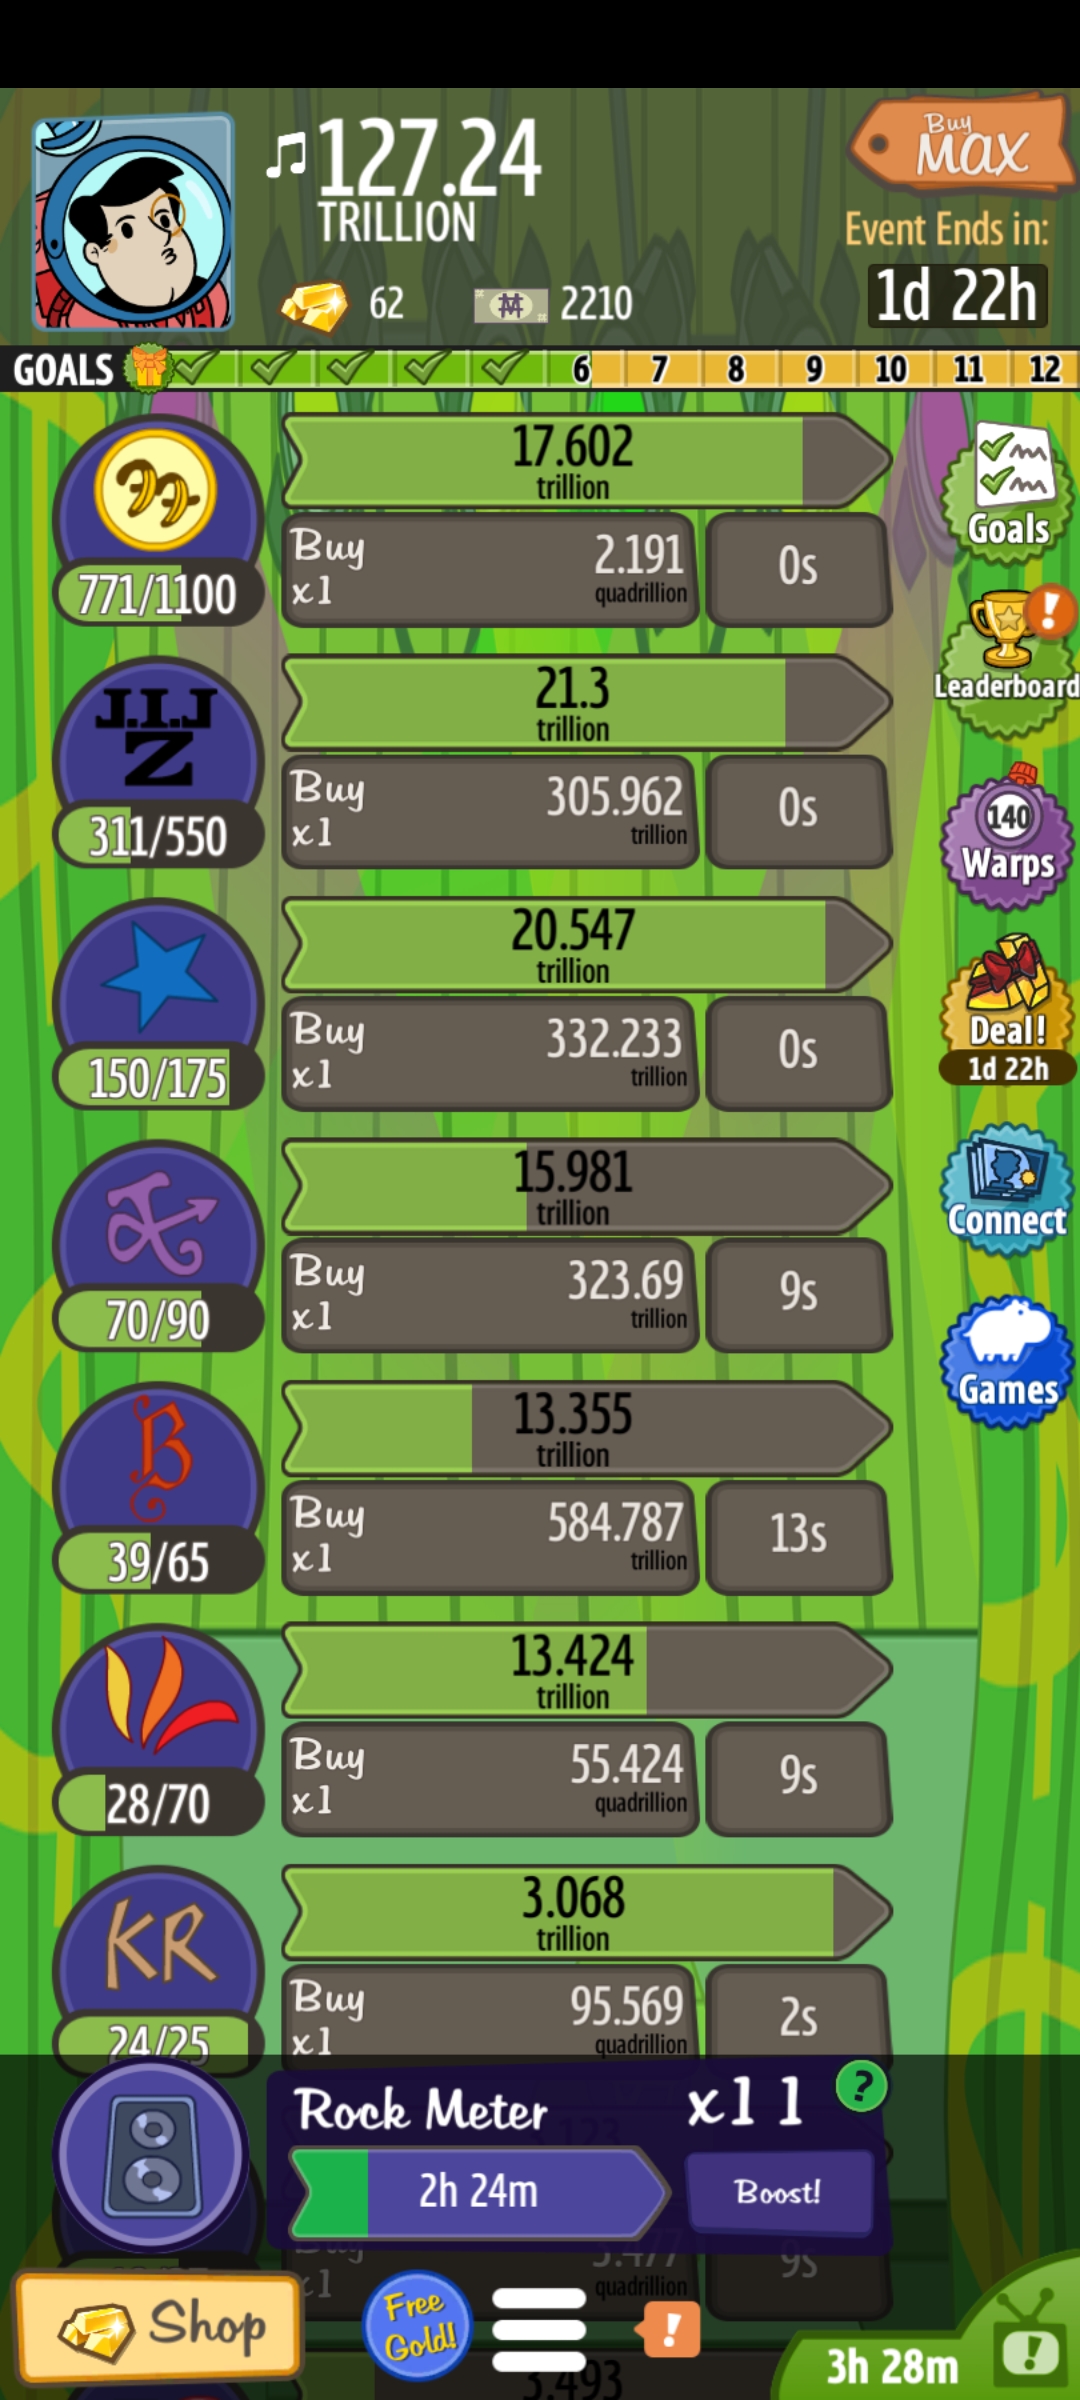 127.24
TRILLION
62
2210
Buy
MAX
Event Ends in:
1d 22h
GOALS
6 7 8 9 10 11 12
17.602
trillion
771/1100
Buy
x1
2.191
quadrillion
0s
Goals
J.I.J
Z
21.3
trillion
311/550
Buy
x1
305.962
trillion
0s
Leaderboard
140
Warps
20.547
trillion
150/175
Buy
x1
332.233
trillion
0s
Deal!
1d 22h
15.981
trillion
70/90
Buy
x1
323.69
trillion
9s
Connect
Games
B
13.355
trillion
39/65
Buy
x1
584.787
trillion
13s
13.424
trillion
28/70
Buy
x1
55.424
quadrillion
9s
KR
3.068
trillion
24/25
Buy
x1
95.569
quadrillion
2s
Rock Meter
x11
?
2h 24m
Boost!
quadrillion
9s
Shop
Free
Gold!
!
3h 28m
!
3.493